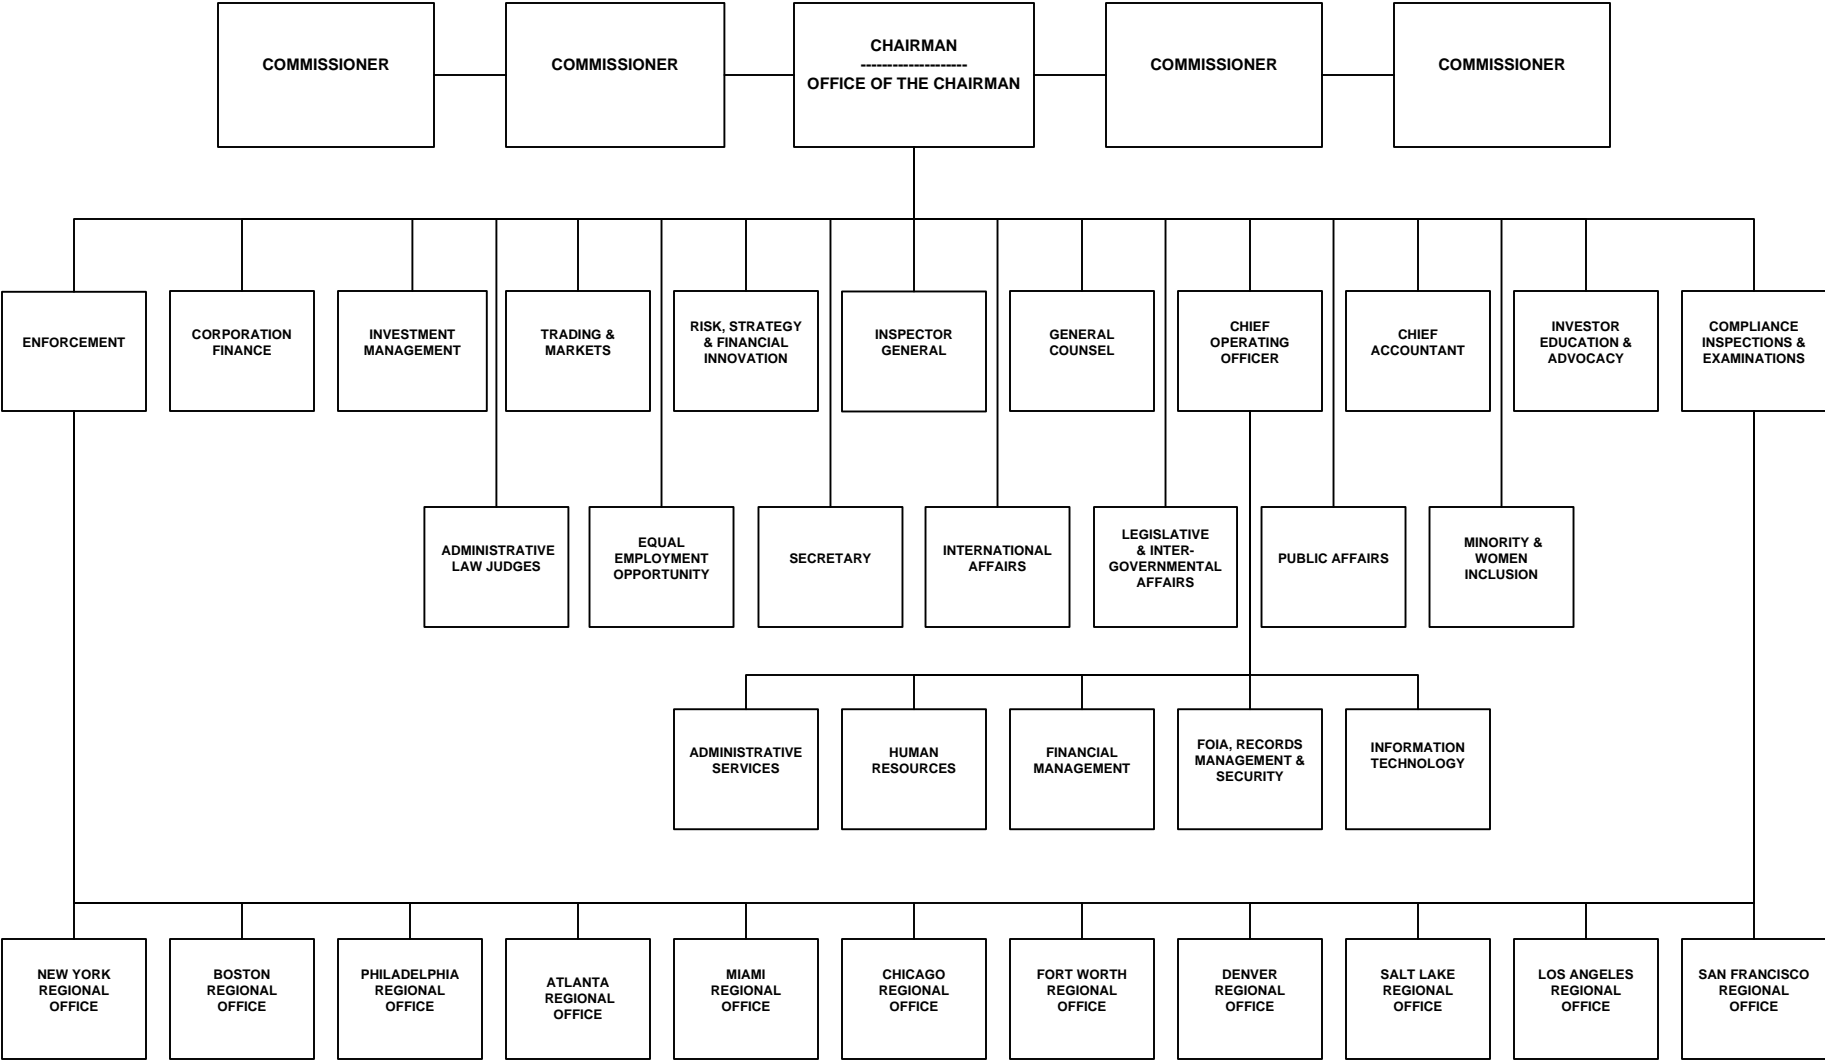 COMMISSIONER
COMMISSIONER
CHAIRMAN
--------------------
OFFICE OF THE CHAIRMAN
COMMISSIONER
COMMISSIONER
ENFORCEMENT
CORPORATION
FINANCE
INVESTMENT
MANAGEMENT
TRADING &
MARKETS
RISK, STRATEGY
& FINANCIAL
INNOVATION
INSPECTOR
GENERAL
GENERAL
COUNSEL
CHIEF
OPERATING
OFFICER
CHIEF
ACCOUNTANT
INVESTOR
EDUCATION &
ADVOCACY
COMPLIANCE
INSPECTIONS &
EXAMINATIONS
ADMINISTRATIVE
LAW JUDGES
EQUAL
EMPLOYMENT
OPPORTUNITY
SECRETARY
INTERNATIONAL
AFFAIRS
LEGISLATIVE
& INTER-
GOVERNMENTAL
AFFAIRS
PUBLIC AFFAIRS
MINORITY &
WOMEN
INCLUSION
ADMINISTRATIVE
SERVICES
HUMAN
RESOURCES
FINANCIAL
MANAGEMENT
FOIA, RECORDS
MANAGEMENT &
SECURITY
INFORMATION
TECHNOLOGY
NEW YORK
REGIONAL
OFFICE
BOSTON
REGIONAL
OFFICE
PHILADELPHIA
REGIONAL
OFFICE
ATLANTA
REGIONAL
OFFICE
MIAMI
REGIONAL
OFFICE
CHICAGO
REGIONAL
OFFICE
FORT WORTH
REGIONAL
OFFICE
DENVER
REGIONAL
OFFICE
SALT LAKE
REGIONAL
OFFICE
LOS ANGELES
REGIONAL
OFFICE
SAN FRANCISCO
REGIONAL
OFFICE